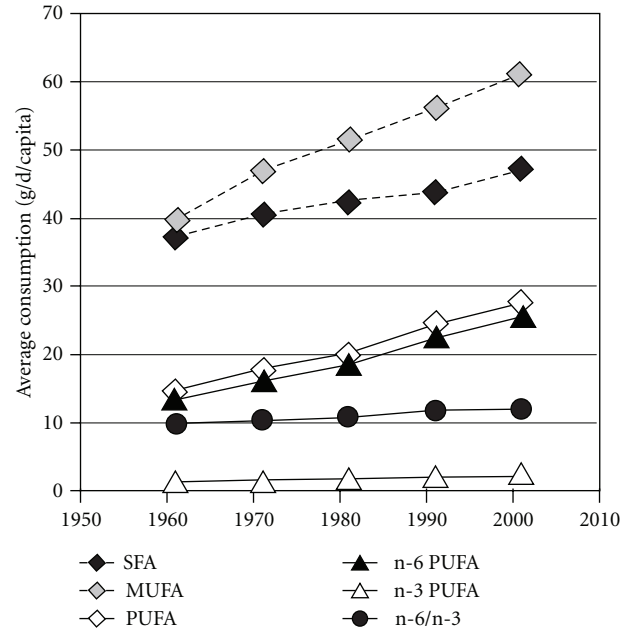 70
60
50
40
30
20
10
0
Average consumption (g/d/capita)
1950 1960 1970 1980 1990 2000 2010
SFA
MUFA
PUFA
n-6 PUFA
n-3 PUFA
n-6/n-3